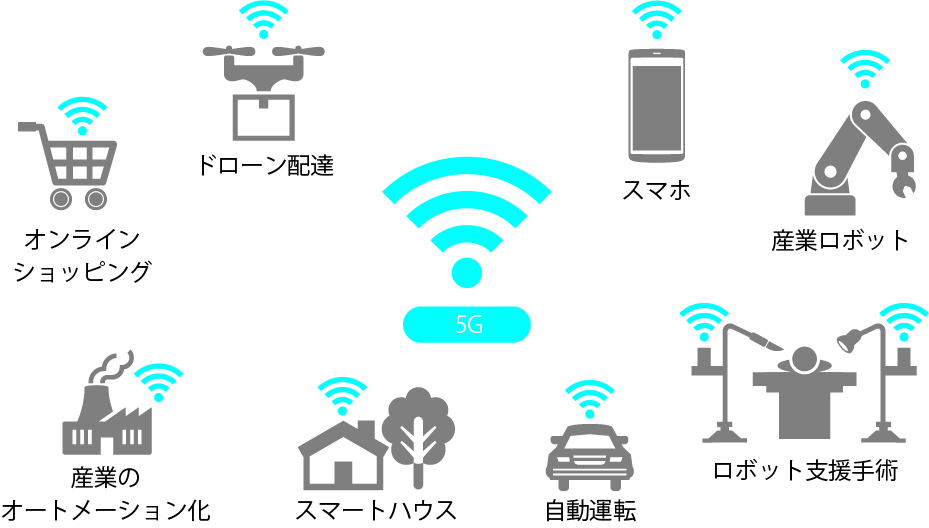 ドローン配達
スマホ
オンライン
ショッピング
産業ロボット
5G
産業の
オートメーション化
スマートハウス
自動運転
ロボット支援手術